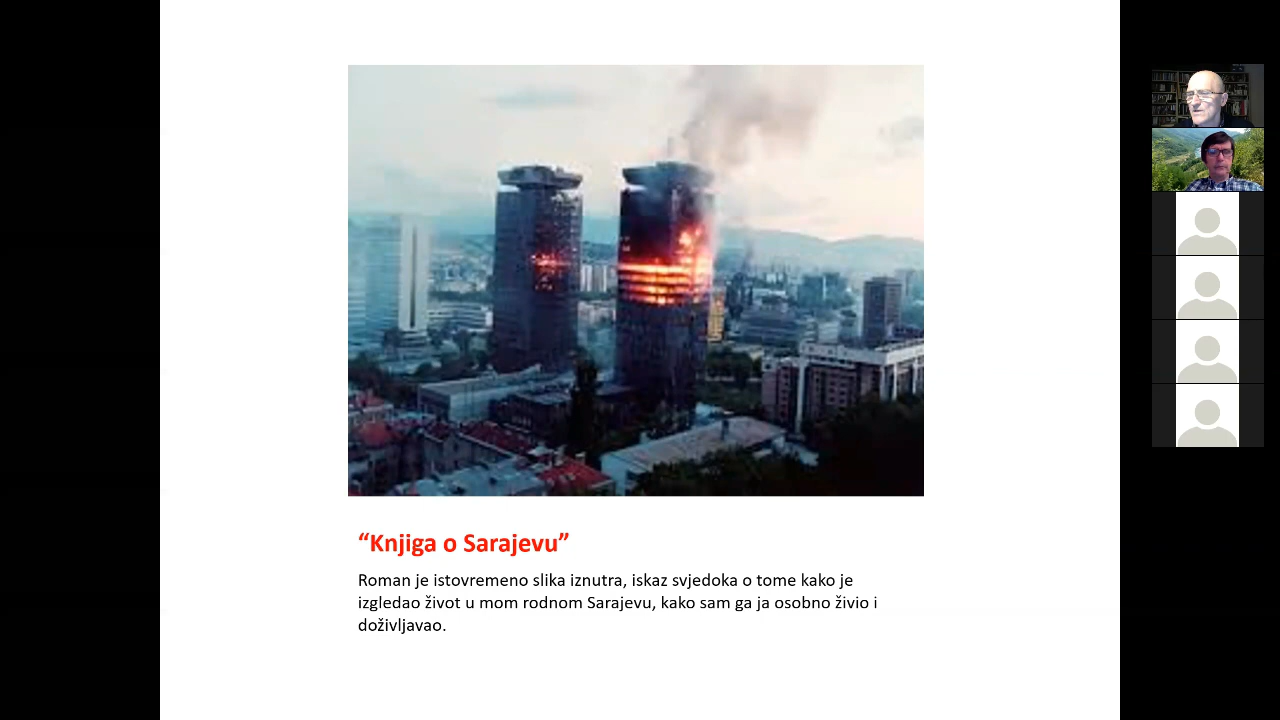 “Knjiga o Sarajevu”
Roman je istovremeno slika iznutra, iskaz svjedoka o tome kako je
izgledao život u mom rodnom Sarajevu, kako sam ga ja osobno živio i
doživljavao.